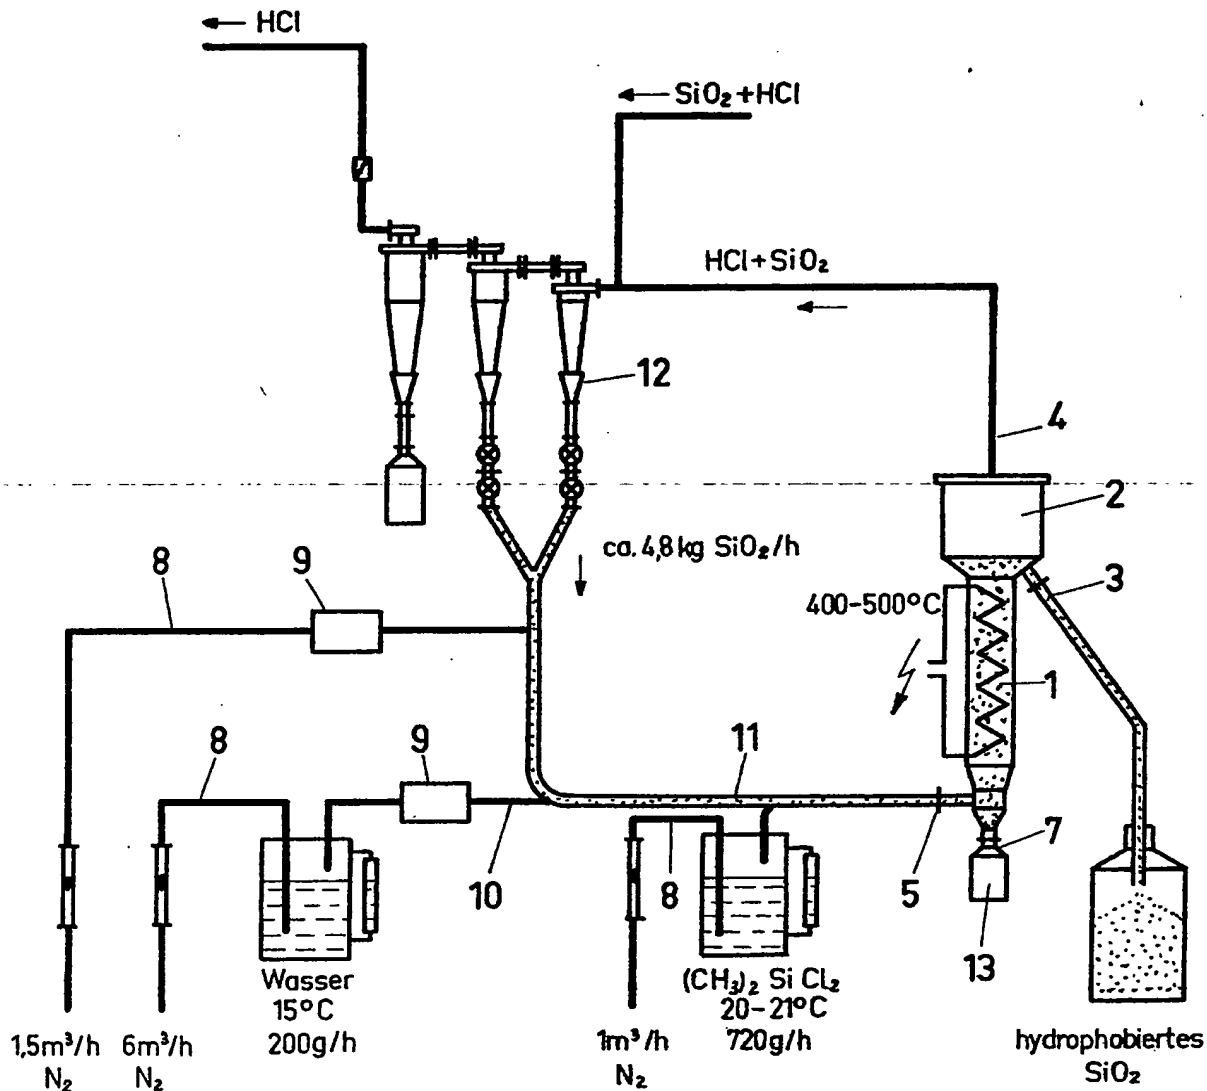 HCl
SiO₂+HCl
HCl+SiO₂
12
4
2
ca. 4,8 kg SiO₂/h
8
9
400-500°C
3
1
8
9
11
10
8
5
7
13
Wasser
15°C
200g/h
(CH₃)₂ Si Cl₂
20-21°C
720g/h
1,5m³/h
N₂
6m³/h
N₂
1m³/h
N₂
hydrophobiertes
SiO₂